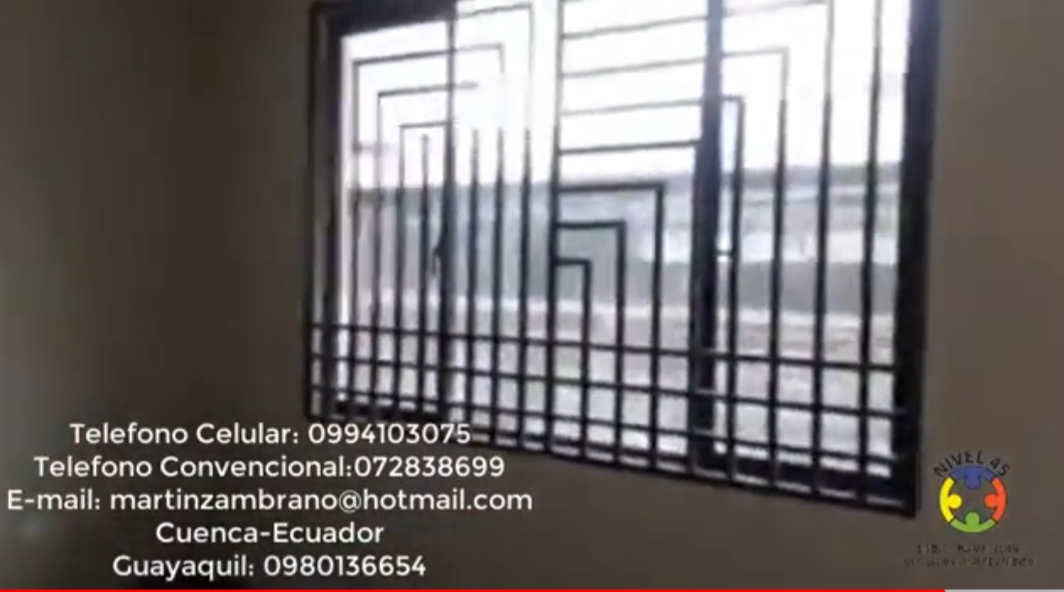 Telefono Celular: 0994103075
Telefono Convencional:072838699
E-mail: martinzambrano@hotmail.com
Cuenca-Ecuador
Guayaquil: 0980136654
NIVEL 45